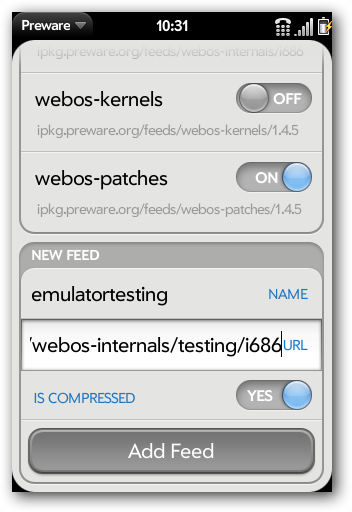 Preware
10:31
ipkg.preware.org/feeds/webos-internals/i686
webos-kernels
OFF
ipkg.preware.org/feeds/webos-kernels/1.4.5
webos-patches
ON
ipkg.preware.org/feeds/webos-patches/1.4.5
NEW FEED
emulatortesting NAME
/webos-internals/testing/i686 URL
IS COMPRESSED YES
Add Feed